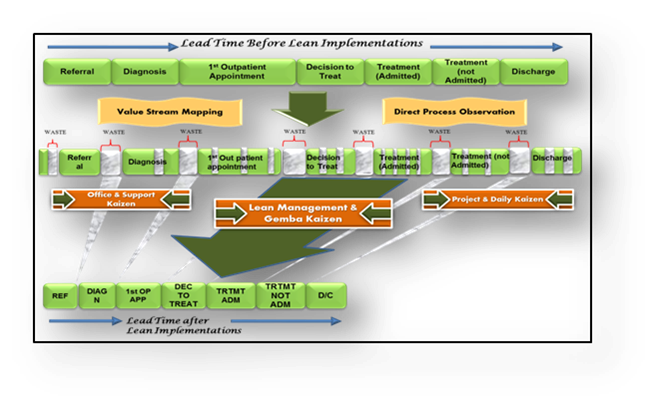 Lead Time Before Lean Implementations
Referral
Diagnosis
1st Outpatient
Appointment
Decision to
Treat
Treatment
(Admitted)
Treatment
(not
Admitted)
Discharge
Value Stream Mapping
Direct Process Observation
WASTE
WASTE
WASTE
WASTE
WASTE
WASTE
WASTE
Referr
al
Diagnosis
1st Out patient
appointment
Decision
to Treat
Treatment
(Admitted)
Treatment (not
Admitted)
Discharge
Office & Support
Kaizen
Lean Management &
Gemba Kaizen
Project & Daily Kaizen
REF
DIAG
N
1st OP
APP
DEC
TO
TREAT
TRTMT
ADM
TRTMT
NOT
ADM
D/C
Lead Time after
Lean Implementations